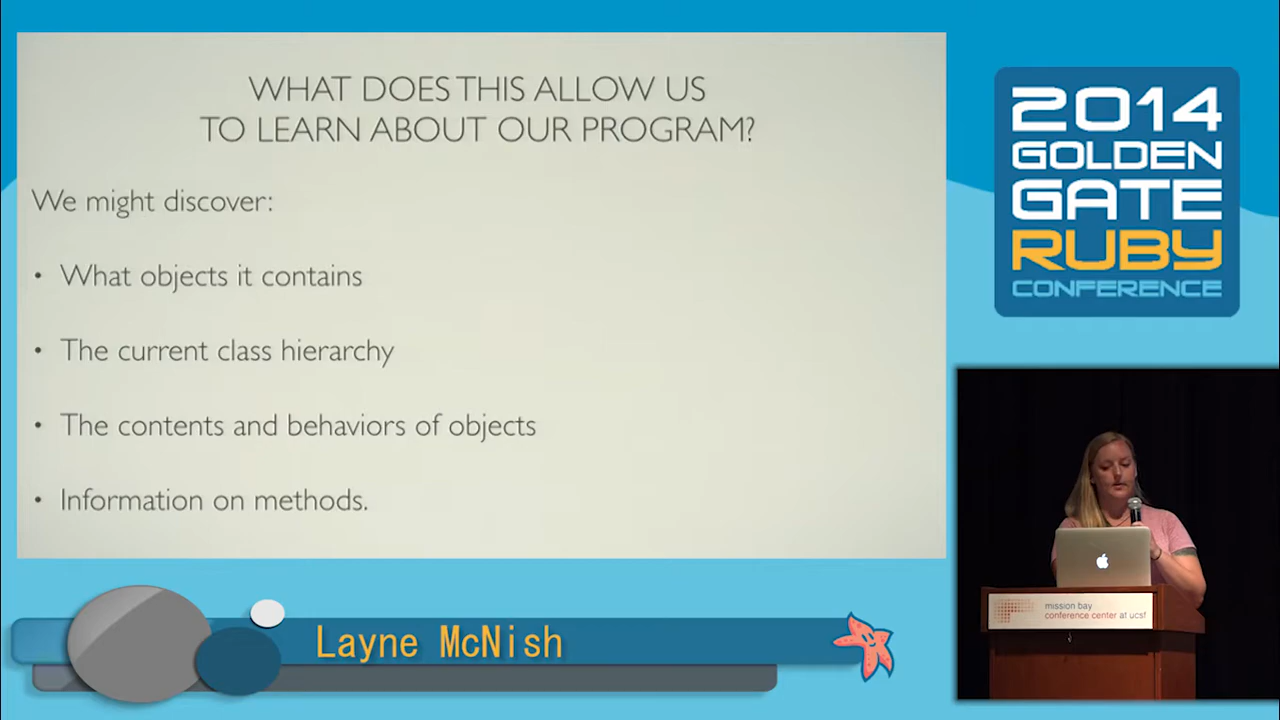 WHAT DOES THIS ALLOW US
TO LEARN ABOUT OUR PROGRAM?
We might discover:
• What objects it contains
• The current class hierarchy
• The contents and behaviors of objects
• Information on methods.
2014
GOLDEN
GATE
RUBY
CONFERENCE
mission bay
conference center at ucsf
Layne McNish